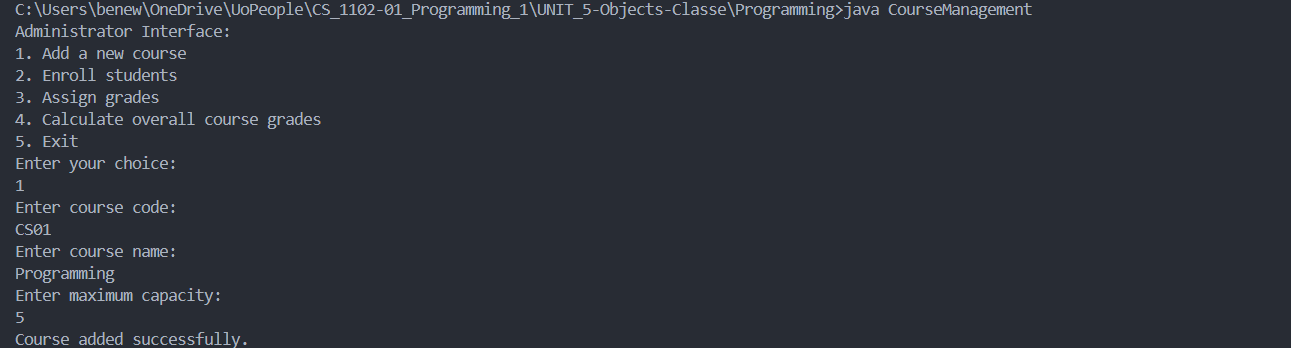 C:\Users\benew\OneDrive\UoPeople\CS_1102-01_Programming_1\UNIT_5-Objects-Classe\Programming>java CourseManagement
Administrator Interface:
1. Add a new course
2. Enroll students
3. Assign grades
4. Calculate overall course grades
5. Exit
Enter your choice:
1
Enter course code:
CS01
Enter course name:
Programming
Enter maximum capacity:
5
Course added successfully.